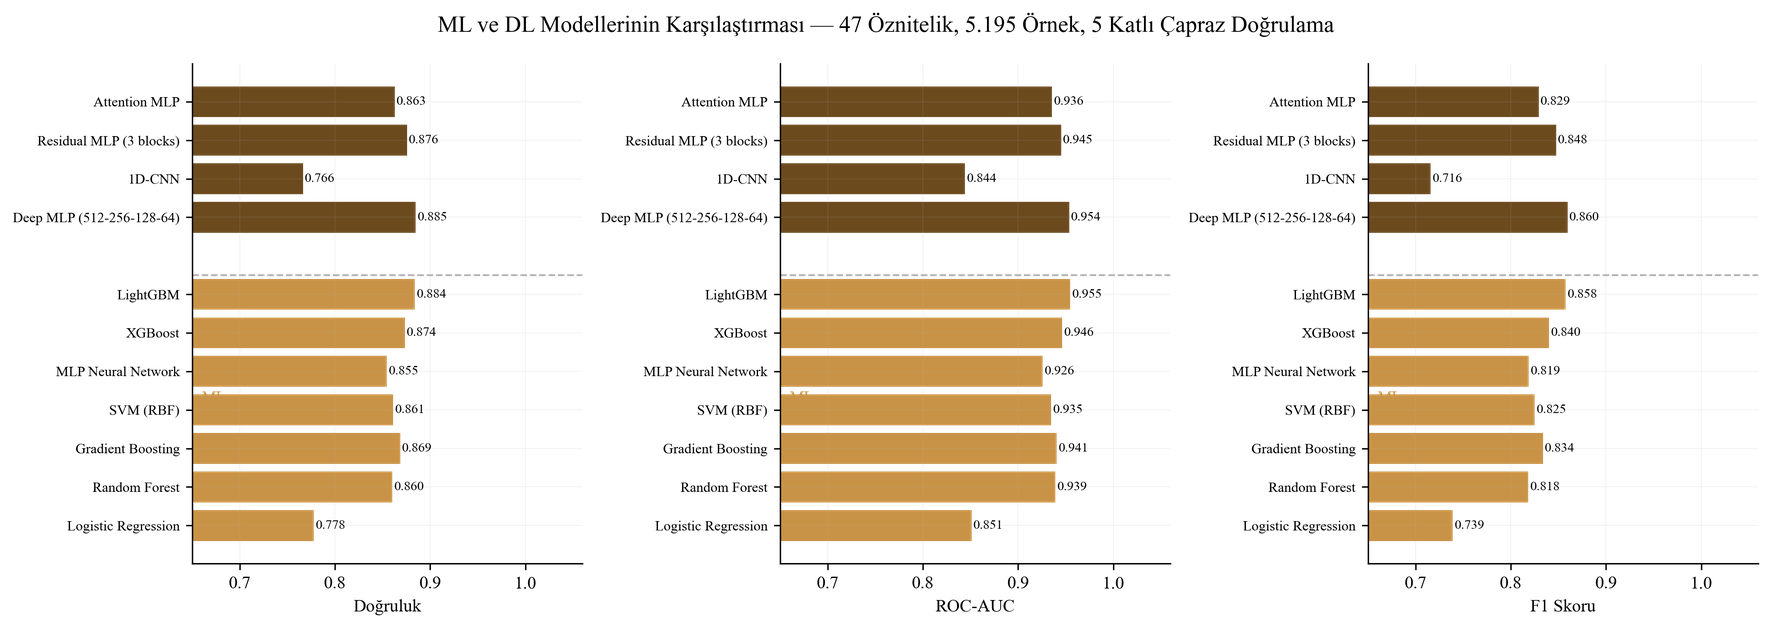 ML ve DL Modellerinin Karşılaştırması — 47 Öznitelik, 5.195 Örnek, 5 Katlı Çapraz Doğrulama
Attention MLP 0.863
Residual MLP (3 blocks) 0.876
1D-CNN 0.766
Deep MLP (512-256-128-64) 0.885
LightGBM 0.884
XGBoost 0.874
MLP Neural Network 0.855
ML
SVM (RBF) 0.861
Gradient Boosting 0.869
Random Forest 0.860
Logistic Regression 0.778
0.7 0.8 0.9 1.0
Doğruluk
Attention MLP 0.936
Residual MLP (3 blocks) 0.945
1D-CNN 0.844
Deep MLP (512-256-128-64) 0.954
LightGBM 0.955
XGBoost 0.946
MLP Neural Network 0.926
ML
SVM (RBF) 0.935
Gradient Boosting 0.941
Random Forest 0.939
Logistic Regression 0.851
0.7 0.8 0.9 1.0
ROC-AUC
Attention MLP 0.829
Residual MLP (3 blocks) 0.848
1D-CNN 0.716
Deep MLP (512-256-128-64) 0.860
LightGBM 0.858
XGBoost 0.840
MLP Neural Network 0.819
ML
SVM (RBF) 0.825
Gradient Boosting 0.834
Random Forest 0.818
Logistic Regression 0.739
0.7 0.8 0.9 1.0
F1 Skoru